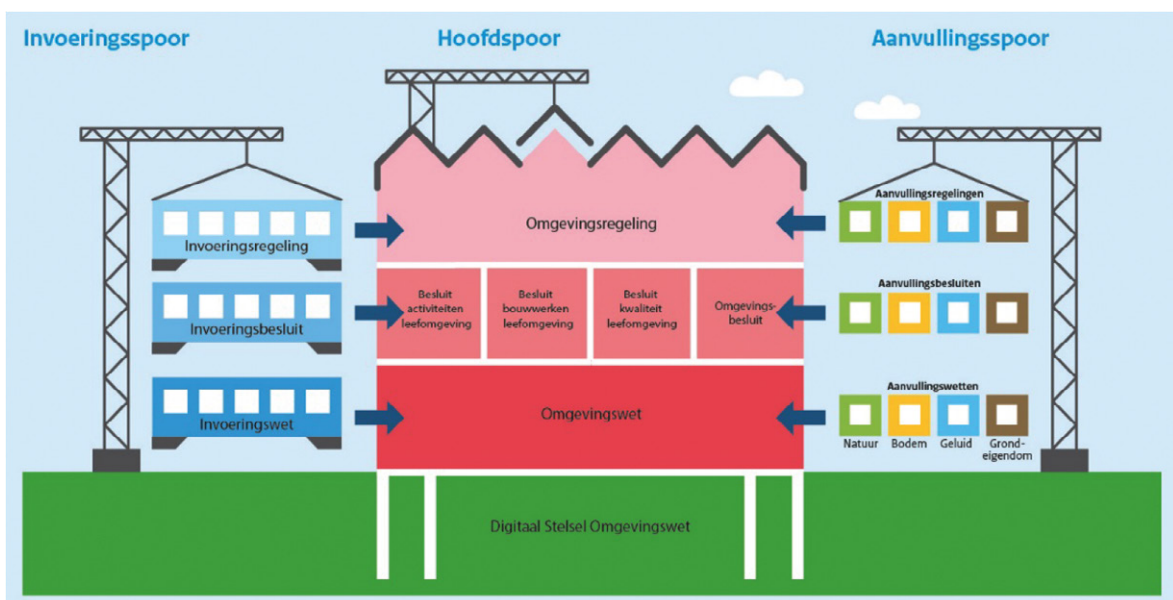 Invoeringsspoor
Hoofdspoor
Aanvullingsspoor
Invoeringsregeling
Invoeringsbesluit
Invoeringswet
Omgevingsregeling
Besluit
activiteiten
leefomgeving
Besluit
bouwwerken
leefomgeving
Besluit
kwaliteit
leefomgeving
Omgevings-
besluit
Omgevingswet
Digitaal Stelsel Omgevingswet
Aanvullingsregelingen
Aanvullingsbesluiten
Aanvullingswetten
Natuur
Bodem
Geluid
Grond-
eigendom